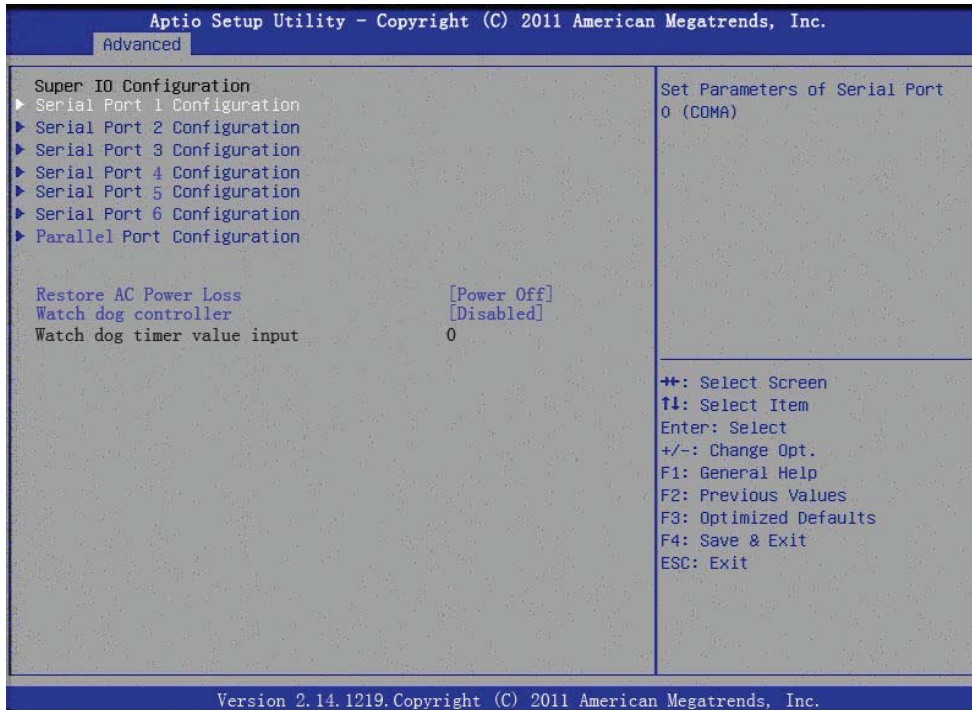 Aptio Setup Utility - Copyright (C) 2011 American Megatrends, Inc.
Advanced
Super IO Configuration
Serial Port 1 Configuration
Serial Port 2 Configuration
Serial Port 3 Configuration
Serial Port 4 Configuration
Serial Port 5 Configuration
Serial Port 6 Configuration
Parallel Port Configuration
Restore AC Power Loss [Power Off]
Watch dog controller [Disabled]
Watch dog timer value input 0
Set Parameters of Serial Port
0 (COMA)
→←: Select Screen
↑↓: Select Item
Enter: Select
+/-: Change Opt.
F1: General Help
F2: Previous Values
F3: Optimized Defaults
F4: Save & Exit
ESC: Exit
Version 2.14.1219.Copyright (C) 2011 American Megatrends, Inc.